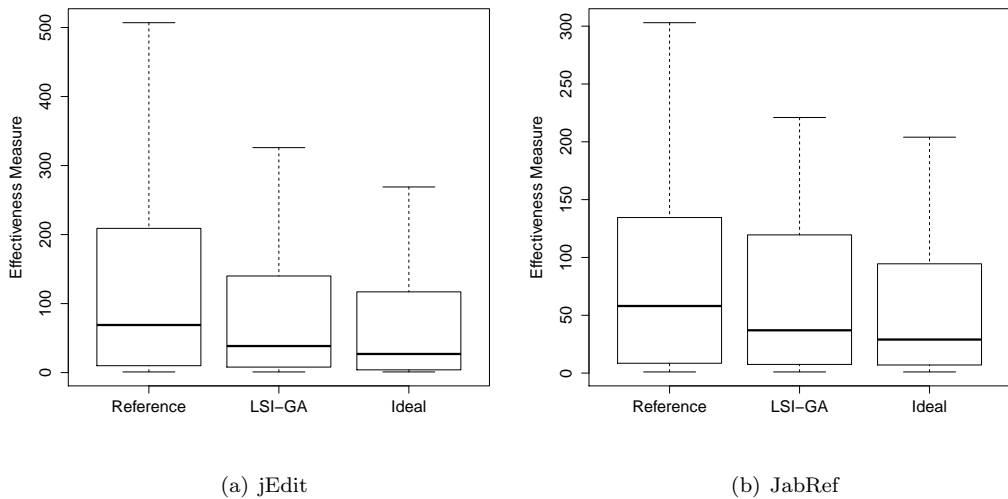 Effectiveness Measure
500
400
300
200
100
0
Reference LSI−GA Ideal
(a) jEdit
Effectiveness Measure
300
250
200
150
100
50
0
Reference LSI−GA Ideal
(b) JabRef